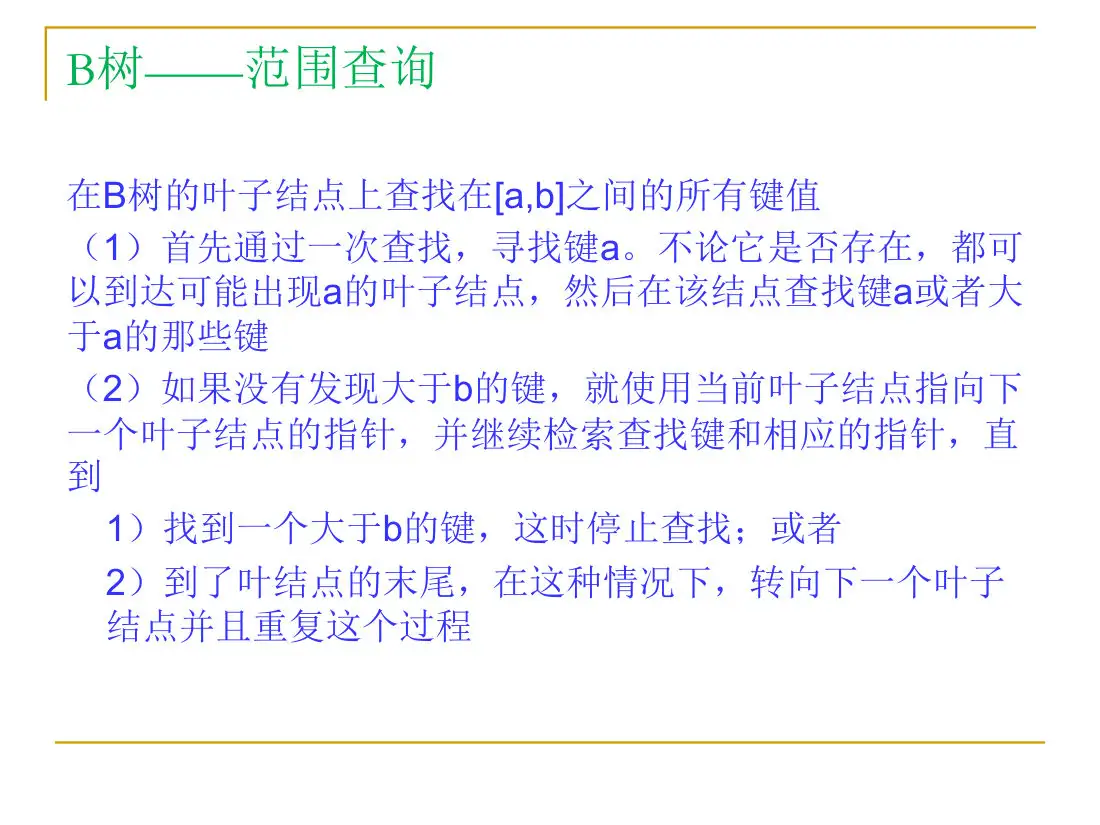 B树——范围查询
在B树的叶子结点上查找在[a,b]之间的所有键值
（1）首先通过一次查找，寻找键a。不论它是否存在，都可
以到达可能出现a的叶子结点，然后在该结点查找键a或者大
于a的那些键
（2）如果没有发现大于b的键，就使用当前叶子结点指向下
一个叶子结点的指针，并继续检索查找键和相应的指针，直
到
1）找到一个大于b的键，这时停止查找；或者
2）到了叶结点的末尾，在这种情况下，转向下一个叶子
结点并且重复这个过程